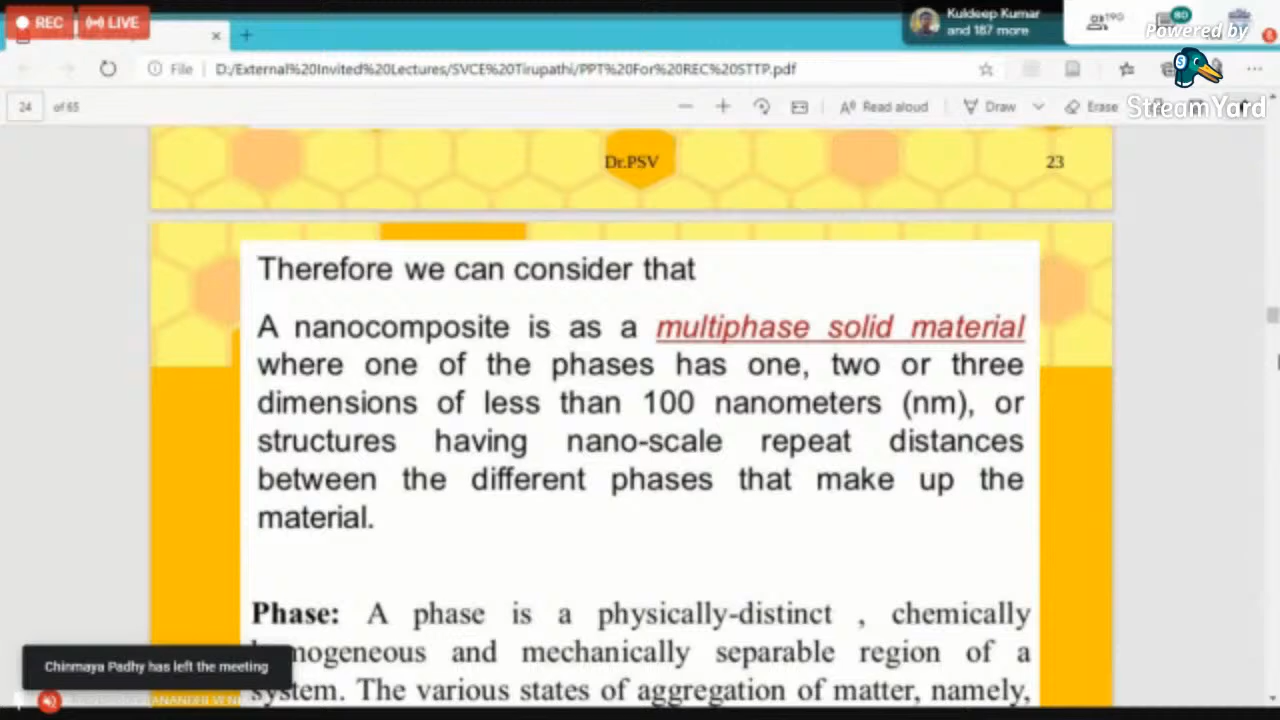 REC
LIVE
Kuldeep Kumar
and 187 more
190
80
Powered by
File
D:/External%20Invited%20Lectures/SVCE%20Tirupathi/PPT%20For%20REC%20STTP.pdf
24
of 65
Read aloud
Draw
Erase
StreamYard
Dr.PSV
23
Therefore we can consider that
A nanocomposite is as a multiphase solid material
where one of the phases has one, two or three
dimensions of less than 100 nanometers (nm), or
structures having nano-scale repeat distances
between the different phases that make up the
material.
Phase: A phase is a physically-distinct , chemically
mogeneous and mechanically separable region of a
Chinmaya Padhy has left the meeting
system. The various states of aggregation of matter, namely,